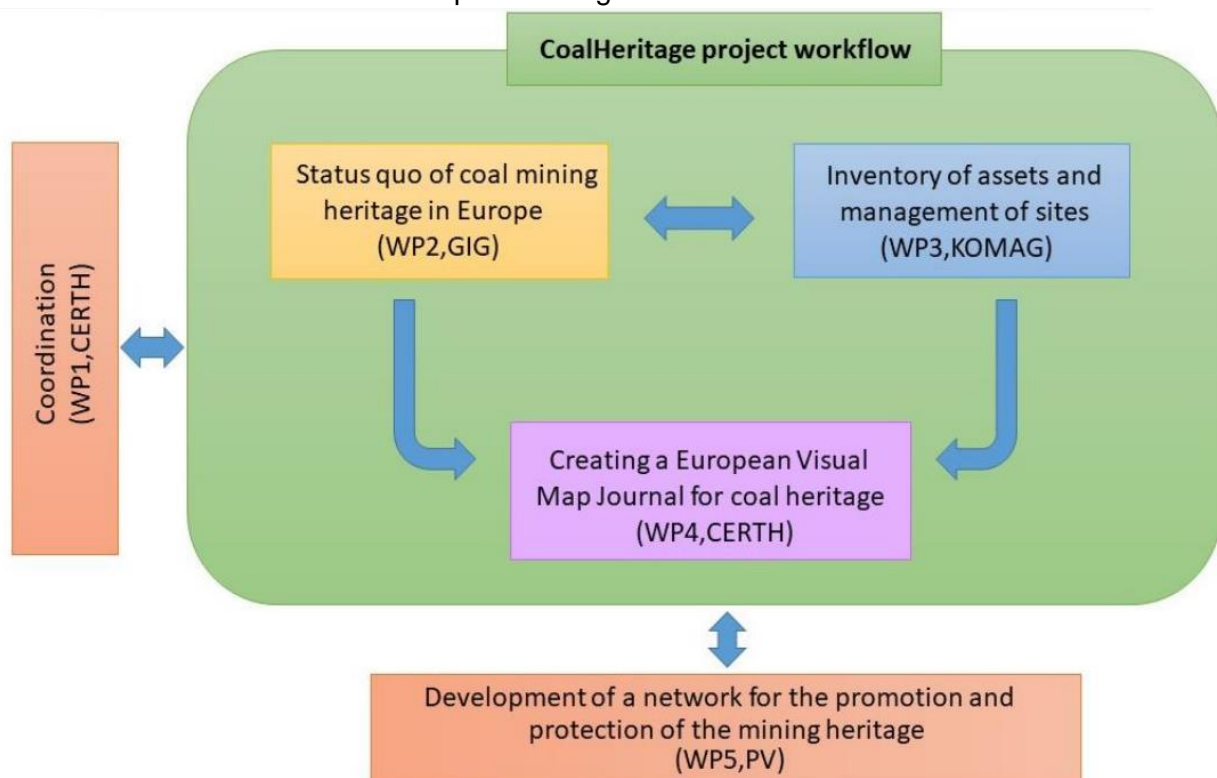 CoalHeritage project workflow
Status quo of coal mining
heritage in Europe
(WP2,GIG)
Inventory of assets and
management of sites
(WP3,KOMAG)
Coordination
(WP1,CERTH)
Creating a European Visual
Map Journal for coal heritage
(WP4,CERTH)
Development of a network for the promotion and
protection of the mining heritage
(WP5,PV)